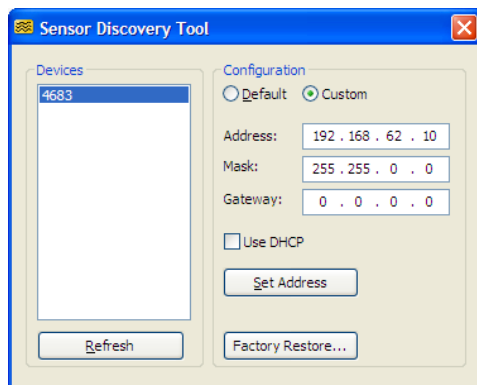 Sensor Discovery Tool
Devices
4683
Refresh
Configuration
Default Custom
Address: 192 . 168 . 62 . 10
Mask: 255 . 255 . 0 . 0
Gateway: 0 . 0 . 0 . 0
Use DHCP
Set Address
Factory Restore...